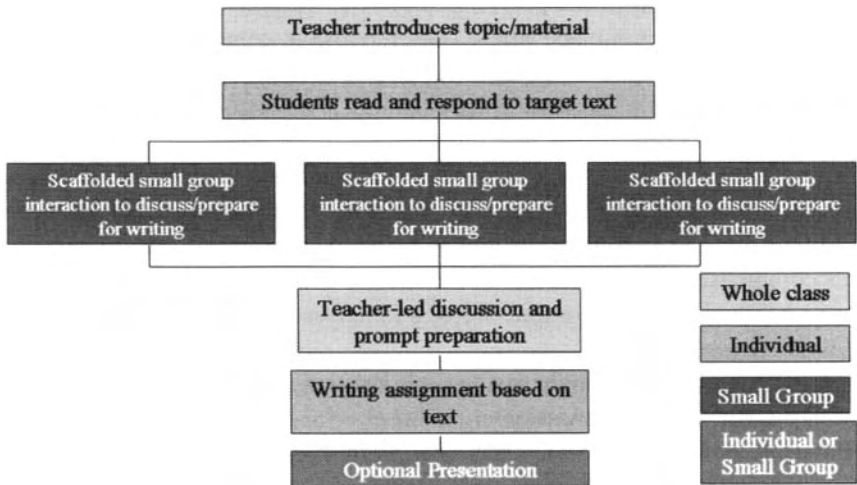 Teacher introduces topic/material
Students read and respond to target text
Scaffolded small group
interaction to discuss/prepare
for writing
Scaffolded small group
interaction to discuss/prepare
for writing
Scaffolded small group
interaction to discuss/prepare
for writing
Teacher-led discussion and
prompt preparation
Writing assignment based on
text
Optional Presentation
Whole class
Individual
Small Group
Individual or
Small Group